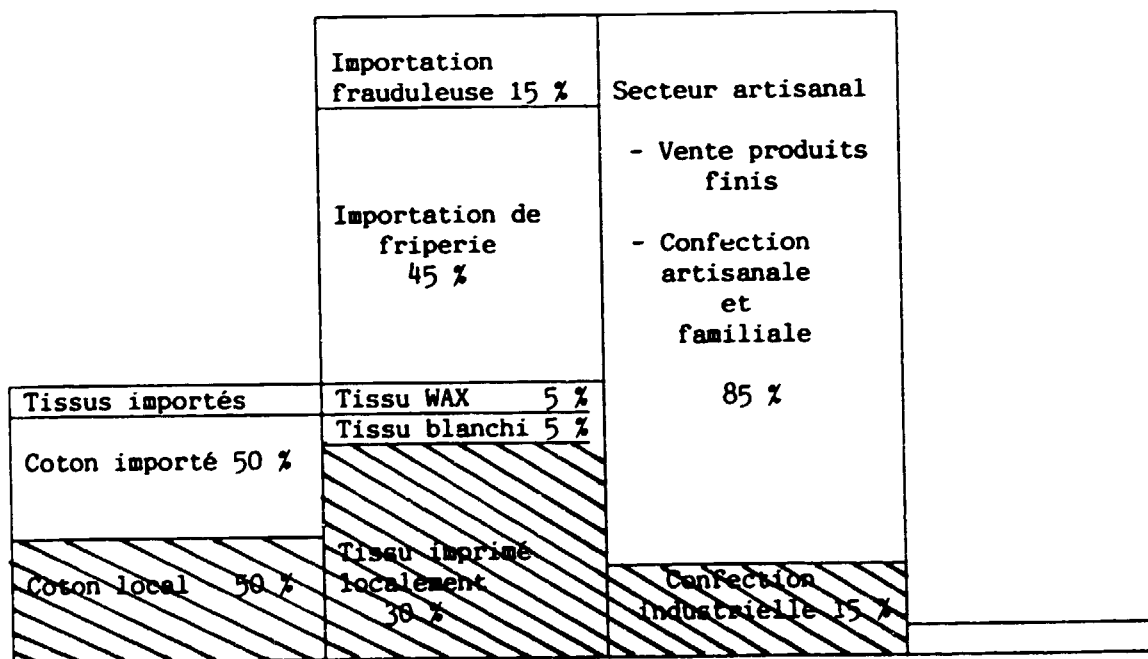 Importation
frauduleuse 15 %
Importation de
friperie
45 %
Tissu WAX 5 %
Tissu blanchi 5 %
Tissu imprimé
localement
30 %
Secteur artisanal
- Vente produits
finis
- Confection
artisanale
et
familiale
85 %
Confection
industrielle 15 %
Tissus importés
Coton importé 50 %
Coton local 50 %